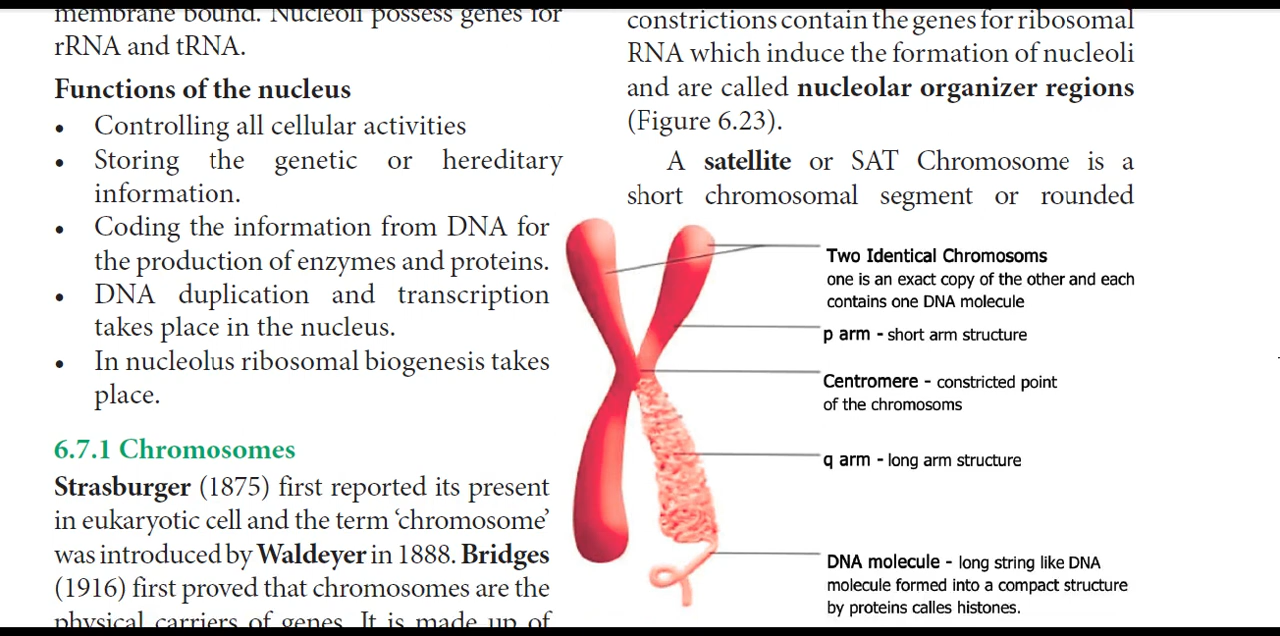 membrane bound. Nucleoli possess genes for
rRNA and tRNA.
Functions of the nucleus
• Controlling all cellular activities
• Storing the genetic or hereditary
information.
• Coding the information from DNA for
the production of enzymes and proteins.
• DNA duplication and transcription
takes place in the nucleus.
• In nucleolus ribosomal biogenesis takes
place.
6.7.1 Chromosomes
Strasburger (1875) first reported its present
in eukaryotic cell and the term ‘chromosome’
was introduced by Waldeyer in 1888. Bridges
(1916) first proved that chromosomes are the
physical carriers of genes. It is made up of
constrictions contain the genes for ribosomal
RNA which induce the formation of nucleoli
and are called nucleolar organizer regions
(Figure 6.23).
A satellite or SAT Chromosome is a
short chromosomal segment or rounded
Two Identical Chromosoms
one is an exact copy of the other and each
contains one DNA molecule
p arm - short arm structure
Centromere - constricted point
of the chromosoms
q arm - long arm structure
DNA molecule - long string like DNA
molecule formed into a compact structure
by proteins calles histones.